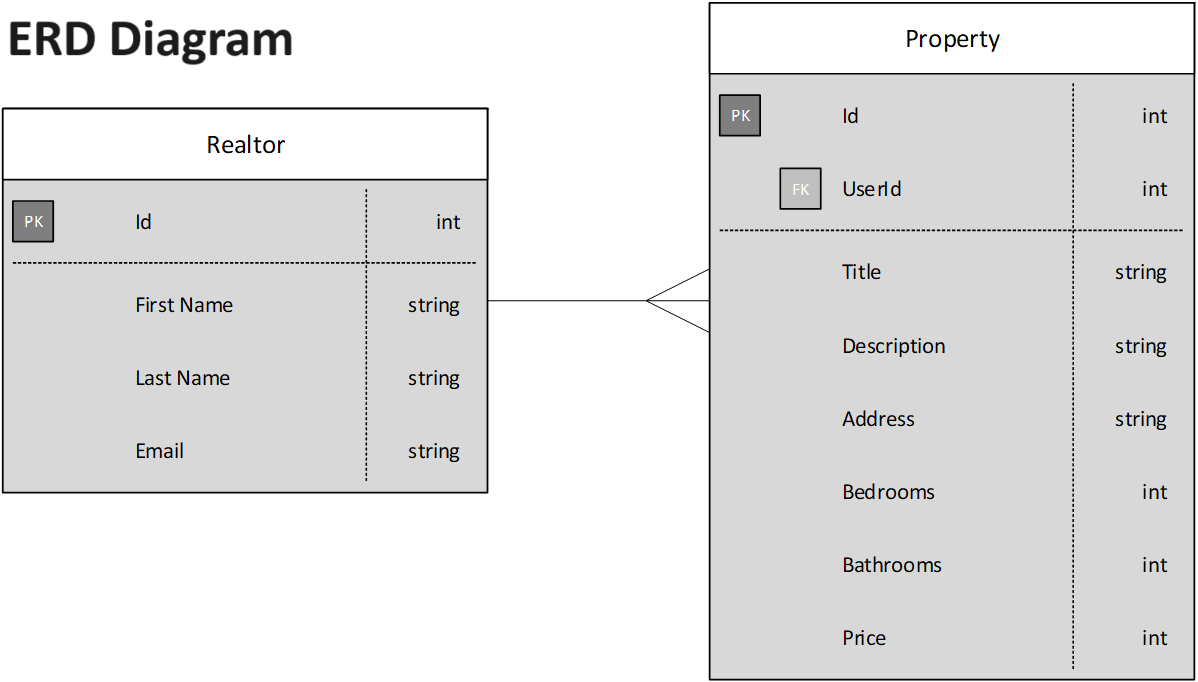 ERD Diagram
Realtor
PK Id int
First Name string
Last Name string
Email string
Property
PK Id int
FK UserId int
Title string
Description string
Address string
Bedrooms int
Bathrooms int
Price int